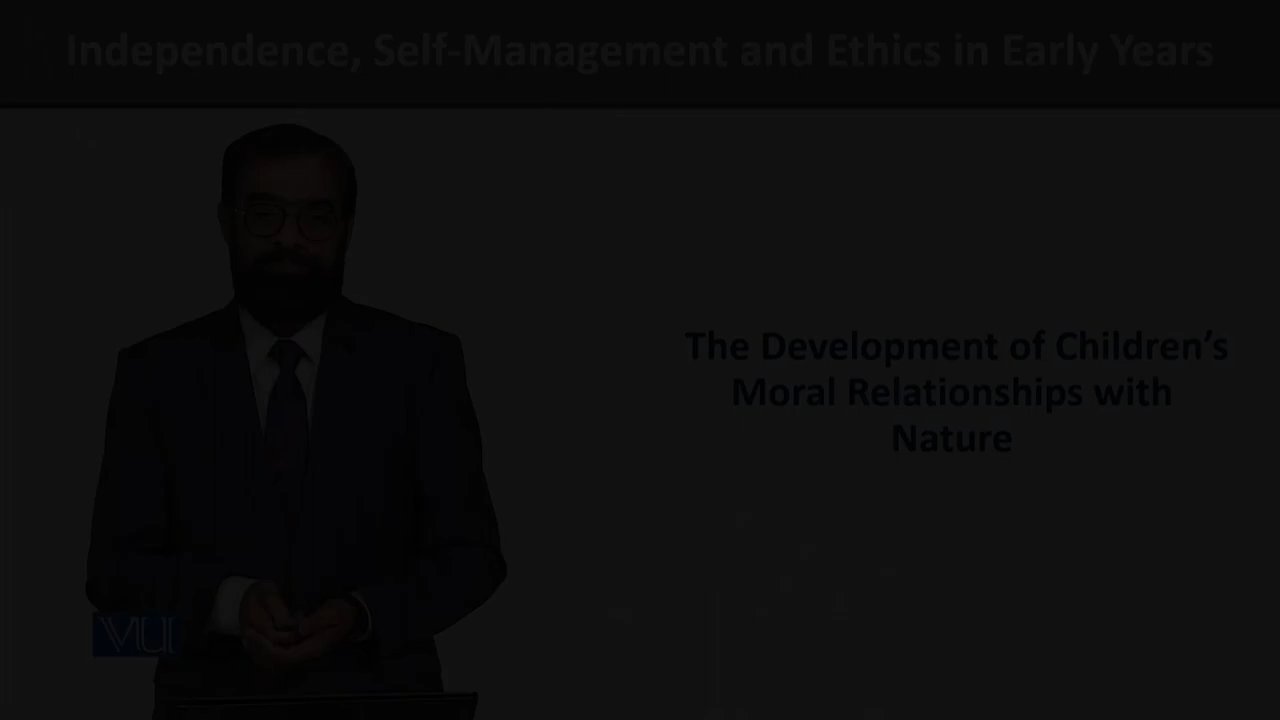 Independence, Self-Management and Ethics in Early Years
The Development of Children’s
Moral Relationships with
Nature
VU